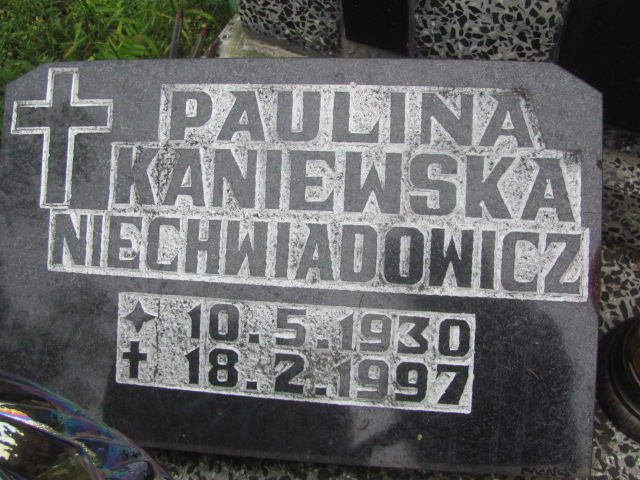 PAULINA
KANIEWSKA
NIECHWIADOWICZ
✦ 10.5.1930
✝ 18.2.1997